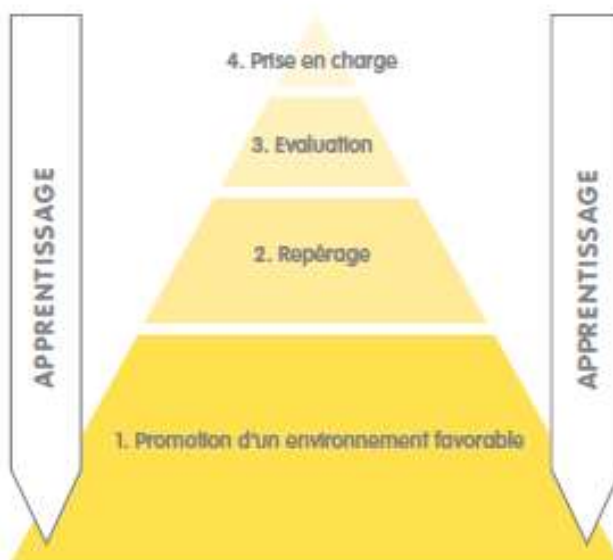 4. Prise en charge
3. Evaluation
2. Repérage
1. Promotion d'un environnement favorable
APPRENTISSAGE
APPRENTISSAGE